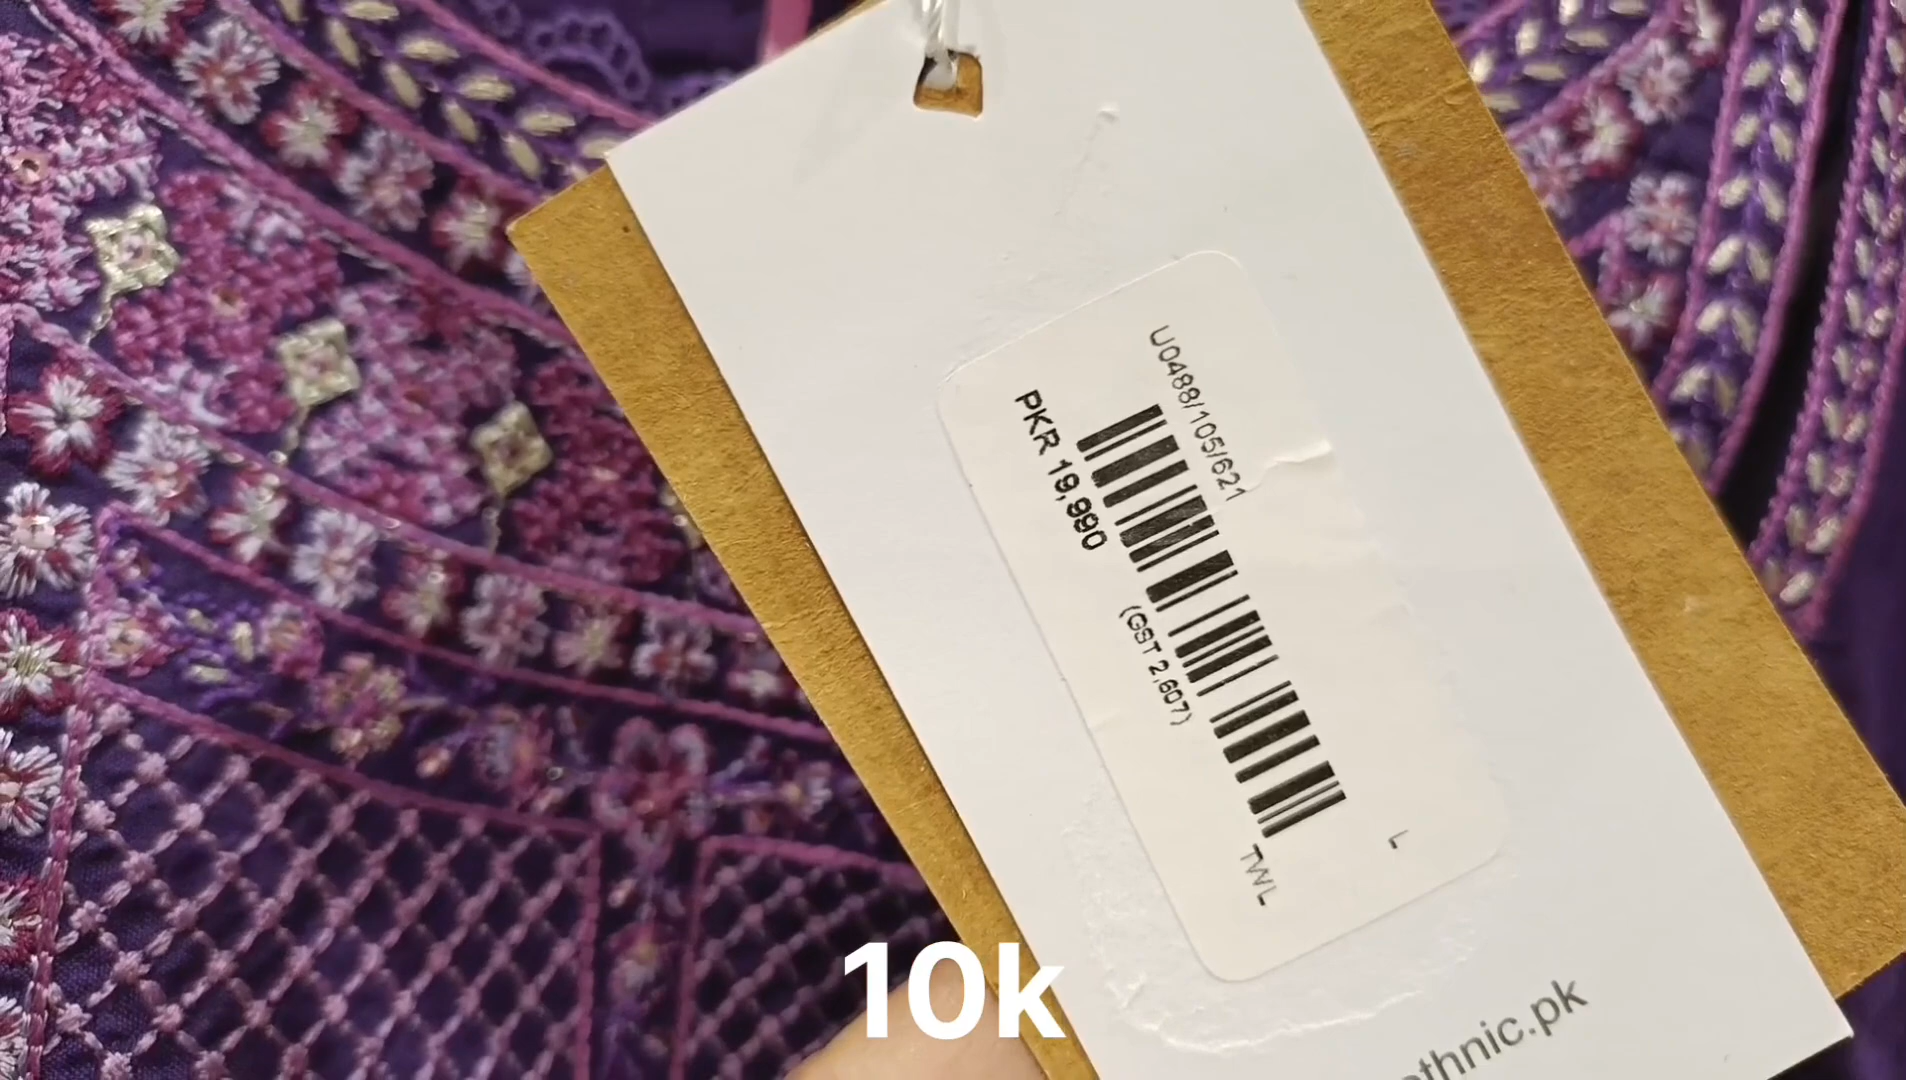 U0488/105/621
PKR 19,990
(GST 2,607)
TWL
L
ethnic.pk
10k